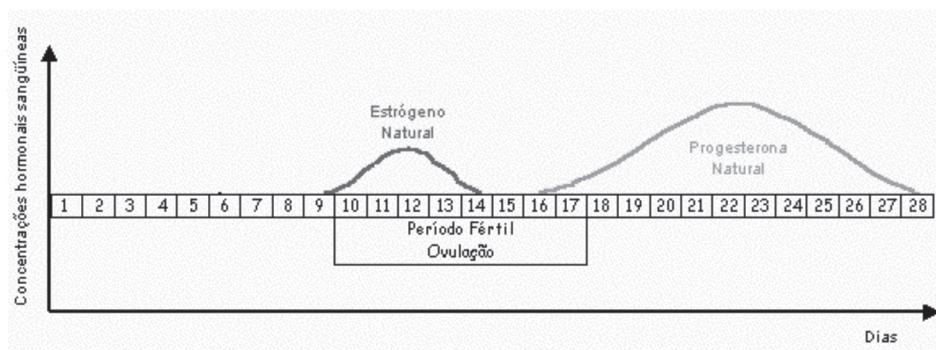 Concentrações hormonais sangüíneas
Estrógeno
Natural
Progesterona
Natural
1 2 3 4 5 6 7 8 9 10 11 12 13 14 15 16 17 18 19 20 21 22 23 24 25 26 27 28
Período Fértil
Ovulação
Dias